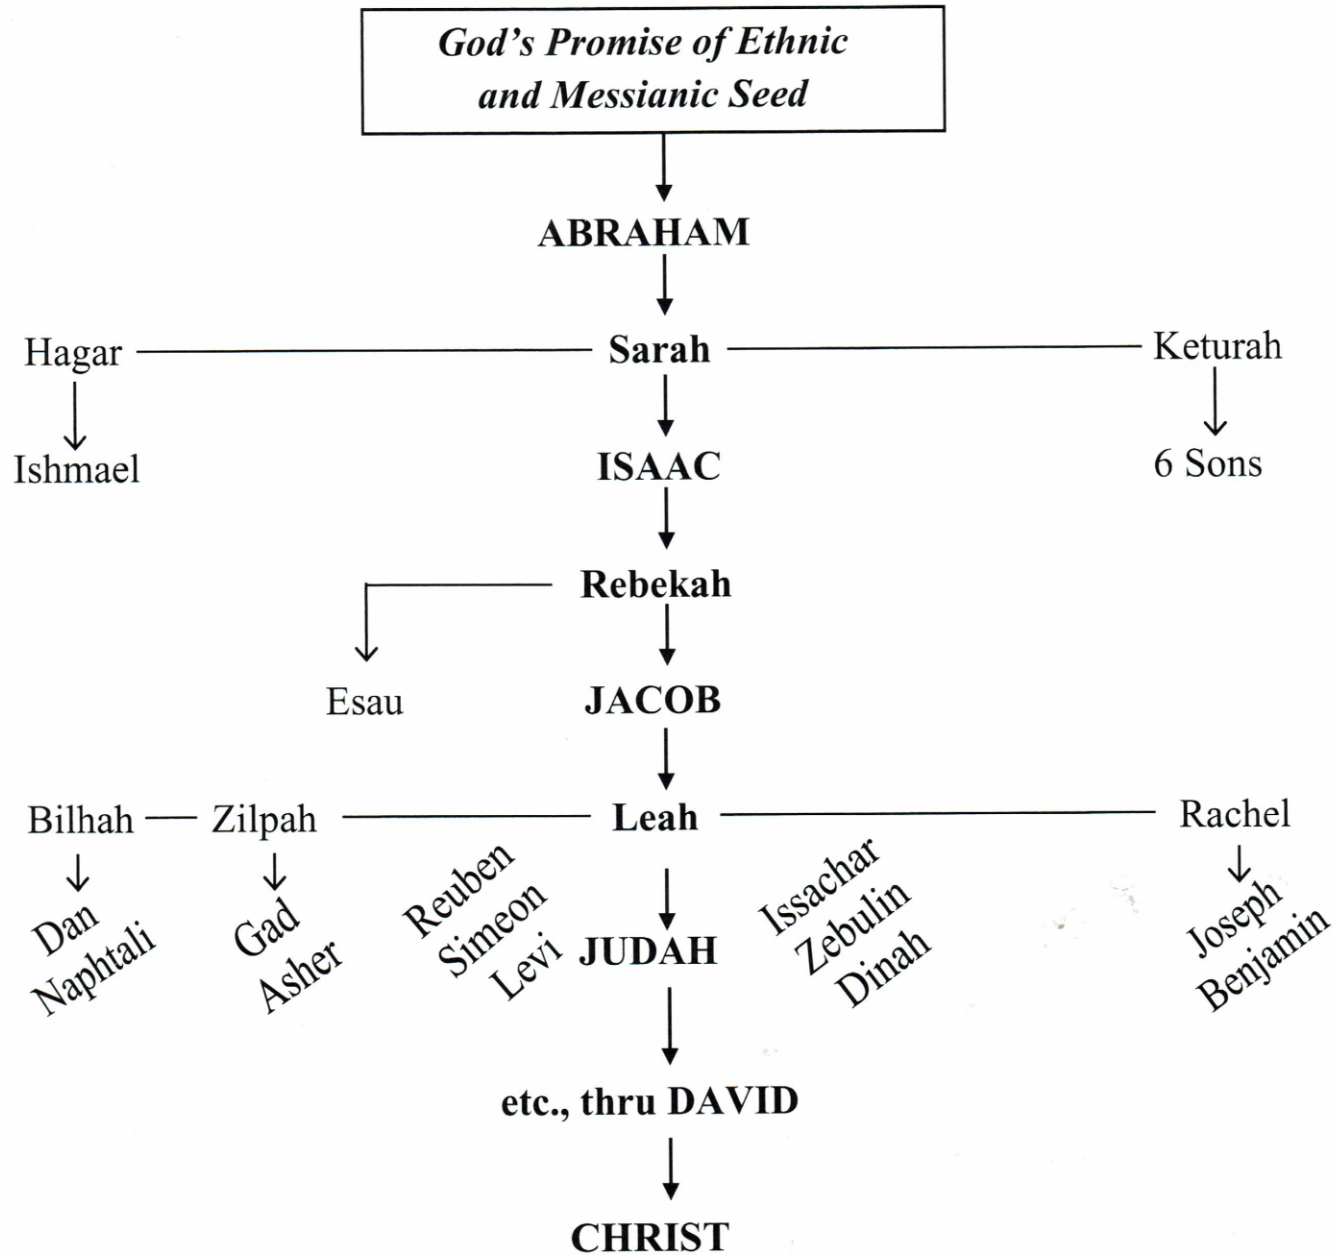 God's Promise of Ethnic
and Messianic Seed
ABRAHAM
Hagar
Sarah
Keturah
Ishmael
ISAAC
6 Sons
Rebekah
Esau
JACOB
Bilhah
Zilpah
Leah
Rachel
Dan
Naphtali
Gad
Asher
Reuben
Simeon
Levi
JUDAH
Issachar
Zebulin
Dinah
Joseph
Benjamin
etc., thru DAVID
CHRIST